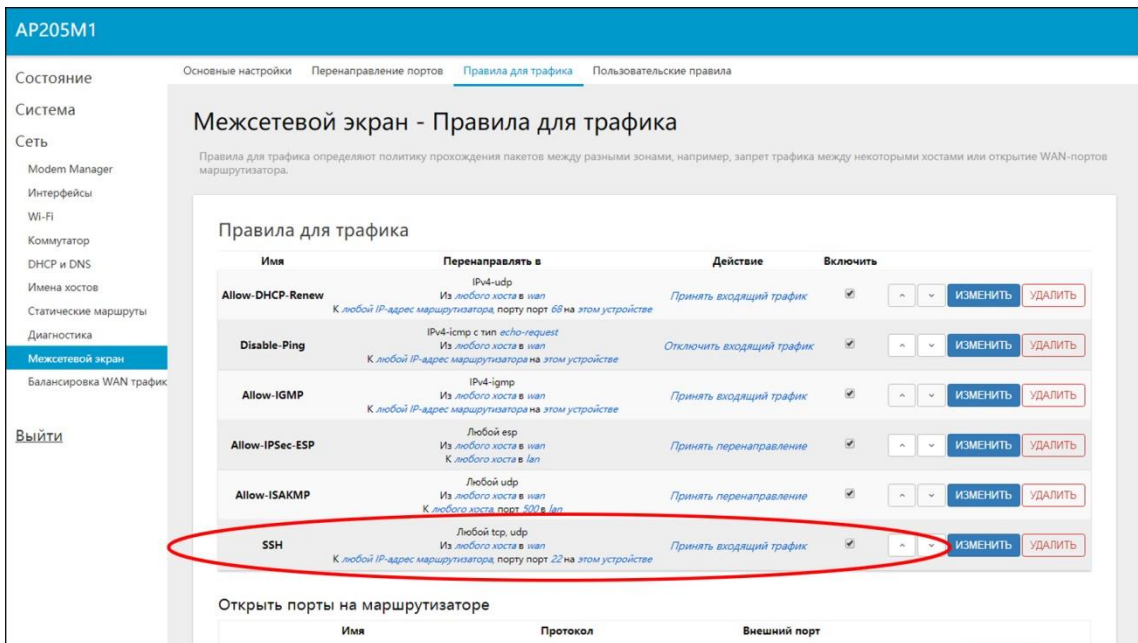 AP205M1
Состояние
Система
Сеть
Modem Manager
Интерфейсы
Wi-Fi
Коммутатор
DHCP и DNS
Имена хостов
Статические маршруты
Диагностика
Межсетевой экран
Балансировка WAN трафик
Выйти
Основные настройки Перенаправление портов Правила для трафика Пользовательские правила
Межсетевой экран - Правила для трафика
Правила для трафика определяют политику прохождения пакетов между разными зонами, например, запрет трафика между некоторыми хостами или открытие WAN-портов
маршрутизатора.
Правила для трафика
Имя Перенаправлять в Действие Включить
IPv4-udp
Allow-DHCP-Renew Из любого хоста в wan Принять входящий трафик ИЗМЕНИТЬ УДАЛИТЬ
К любой IP-адрес маршрутизатора, порту порт 68 на этом устройстве
IPv4-icmp с тип echo-request
Disable-Ping Из любого хоста в wan Отключить входящий трафик ИЗМЕНИТЬ УДАЛИТЬ
К любой IP-адрес маршрутизатора на этом устройстве
IPv4-igmp
Allow-IGMP Из любого хоста в wan Принять входящий трафик ИЗМЕНИТЬ УДАЛИТЬ
К любой IP-адрес маршрутизатора на этом устройстве
Любой esp
Allow-IPSec-ESP Из любого хоста в wan Принять перенаправление ИЗМЕНИТЬ УДАЛИТЬ
К любого хоста в lan
Любой udp
Allow-ISAKMP Из любого хоста в wan Принять перенаправление ИЗМЕНИТЬ УДАЛИТЬ
К любого хоста, порт 500 в lan
Любой tcp, udp
SSH Из любого хоста в wan Принять входящий трафик ИЗМЕНИТЬ УДАЛИТЬ
К любой IP-адрес маршрутизатора, порту порт 22 на этом устройстве
Открыть порты на маршрутизаторе
Имя Протокол Внешний порт